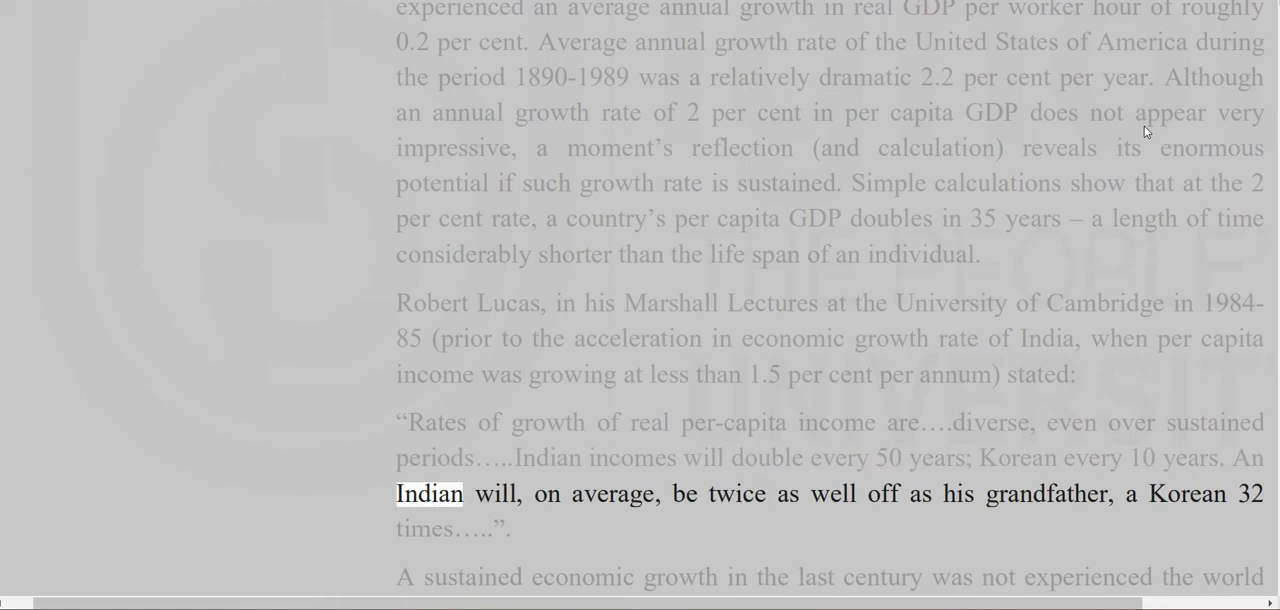 experienced an average annual growth in real GDP per worker hour of roughly
0.2 per cent. Average annual growth rate of the United States of America during
the period 1890-1989 was a relatively dramatic 2.2 per cent per year. Although
an annual growth rate of 2 per cent in per capita GDP does not appear very
impressive, a moment’s reflection (and calculation) reveals its enormous
potential if such growth rate is sustained. Simple calculations show that at the 2
per cent rate, a country’s per capita GDP doubles in 35 years – a length of time
considerably shorter than the life span of an individual.
Robert Lucas, in his Marshall Lectures at the University of Cambridge in 1984-
85 (prior to the acceleration in economic growth rate of India, when per capita
income was growing at less than 1.5 per cent per annum) stated:
“Rates of growth of real per-capita income are….diverse, even over sustained
periods…..Indian incomes will double every 50 years; Korean every 10 years. An
Indian will, on average, be twice as well off as his grandfather, a Korean 32
times…..”.
A sustained economic growth in the last century was not experienced the world
THE PEOPLE'
UNIVERSIT